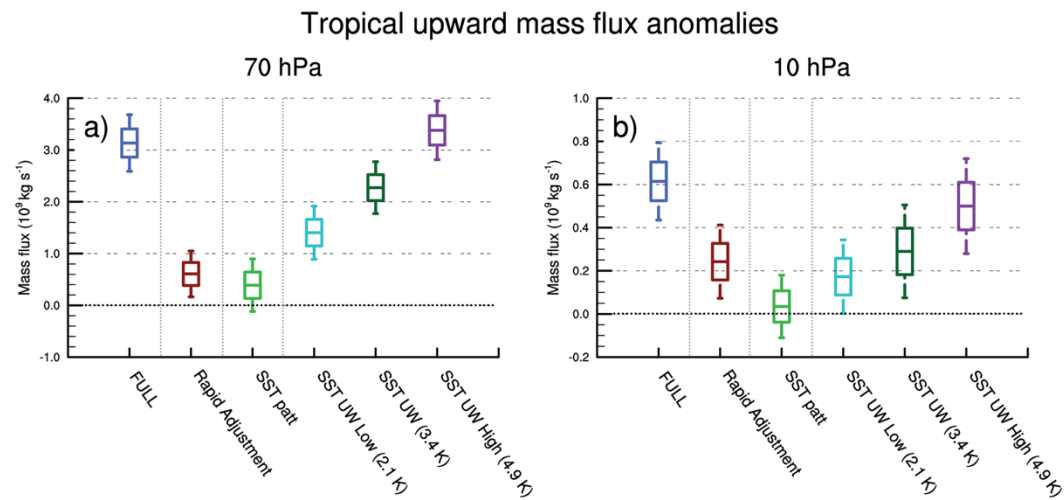 Tropical upward mass flux anomalies
70 hPa
a)
Mass flux (10⁹ kg s⁻¹)
4.0
3.0
2.0
1.0
0.0
-1.0
FULL
Rapid Adjustment
SST patt
SST UW Low (2.1 K)
SST UW (3.4 K)
SST UW High (4.9 K)
10 hPa
b)
Mass flux (10⁹ kg s⁻¹)
1.0
0.8
0.6
0.4
0.2
0.0
-0.2
FULL
Rapid Adjustment
SST patt
SST UW Low (2.1 K)
SST UW (3.4 K)
SST UW High (4.9 K)